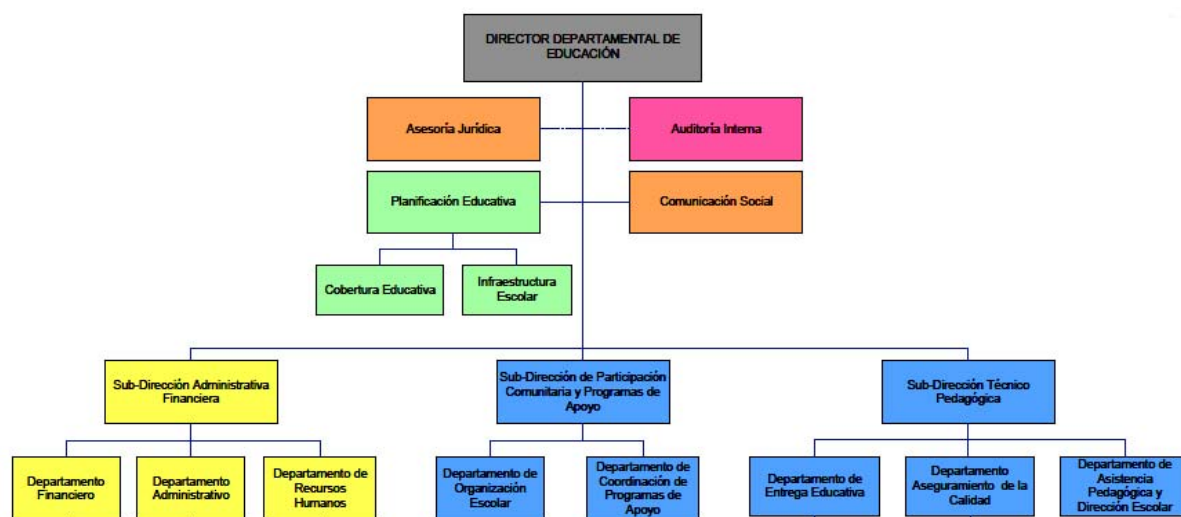 DIRECTOR DEPARTAMENTAL DE
EDUCACIÓN
Asesoría Jurídica
Auditoría Interna
Planificación Educativa
Comunicación Social
Cobertura Educativa
Infraestructura
Escolar
Sub-Dirección Administrativa
Financiera
Sub-Dirección de Participación
Comunitaria y Programas de
Apoyo
Sub-Dirección Técnico
Pedagógica
Departamento
Financiero
Departamento
Administrativo
Departamento de
Recursos
Humanos
Departamento de
Organización
Escolar
Departamento de
Coordinación de
Programas de
Apoyo
Departamento de
Entrega Educativa
Departamento
Aseguramiento de la
Calidad
Departamento de
Asistencia
Pedagógica y
Dirección Escolar